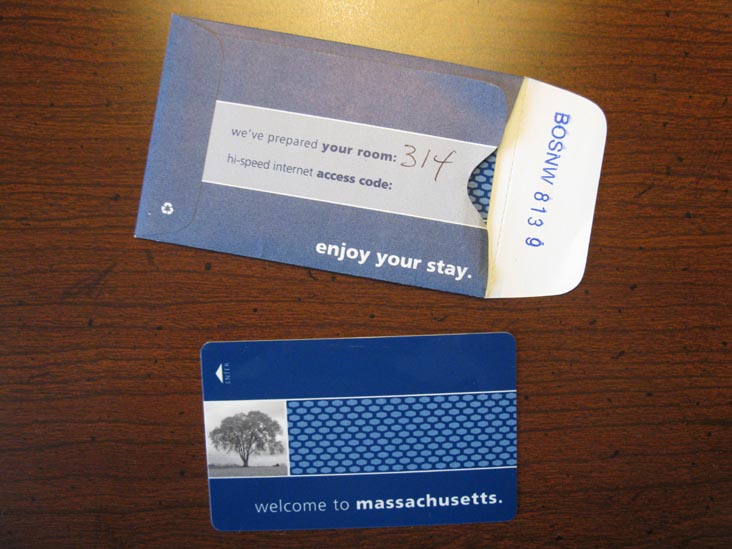 we've prepared your room: 314
hi-speed internet access code:
enjoy your stay.
BOSNW 8139
ENTER
welcome to massachusetts.